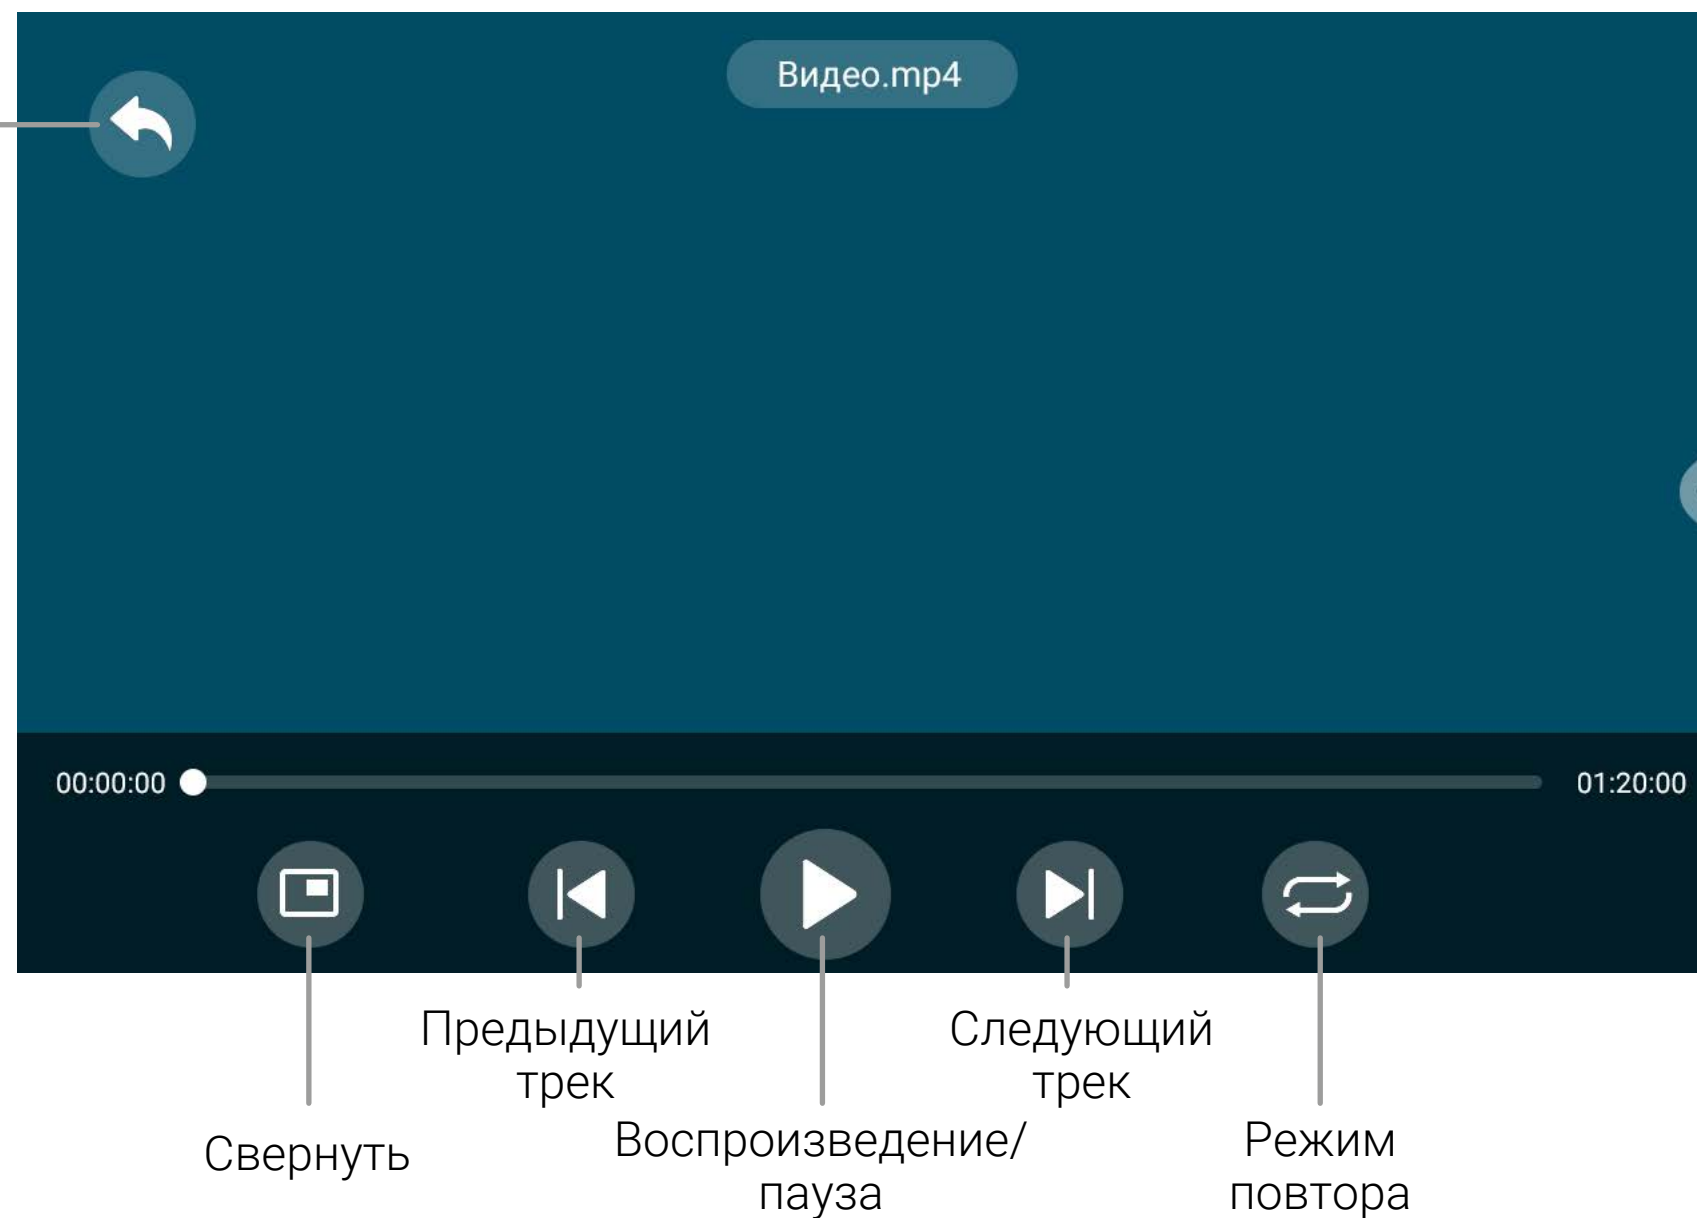 Видео.mp4
00:00:00
01:20:00
Предыдущий
трек
Следующий
трек
Свернуть
Воспроизведение/
пауза
Режим
повтора